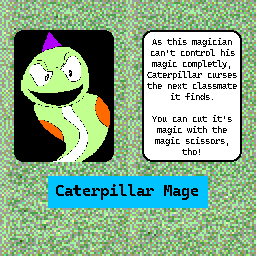 As this magician
can't control his
magic completly,
Caterpillar curses
the next classmate
it finds.
You can cut it's
magic with the
magic scissors,
tho!
Caterpillar Mage